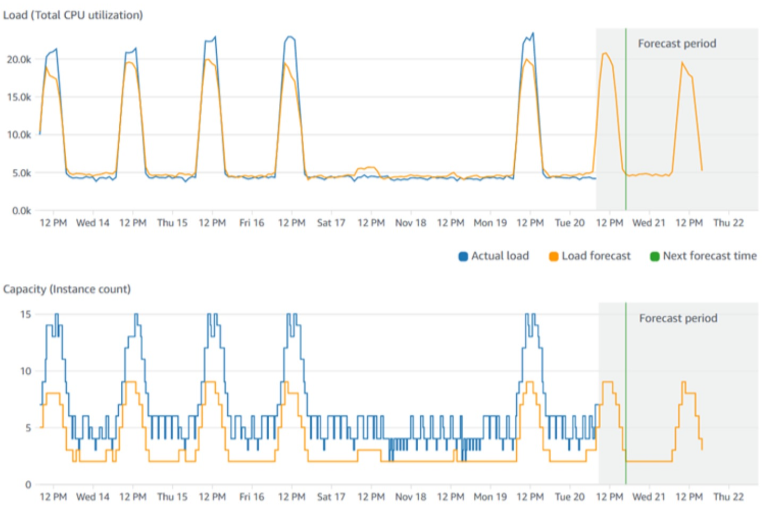 Load (Total CPU utilization)
Forecast period
20.0k
15.0k
10.0k
5.0k
0.0k
12 PM Wed 14 12 PM Thu 15 12 PM Fri 16 12 PM Sat 17 12 PM Nov 18 12 PM Mon 19 12 PM Tue 20 12 PM Wed 21 12 PM Thu 22
Actual load Load forecast Next forecast time
Capacity (Instance count)
15 Forecast period
10
5
0
12 PM Wed 14 12 PM Thu 15 12 PM Fri 16 12 PM Sat 17 12 PM Nov 18 12 PM Mon 19 12 PM Tue 20 12 PM Wed 21 12 PM Thu 22